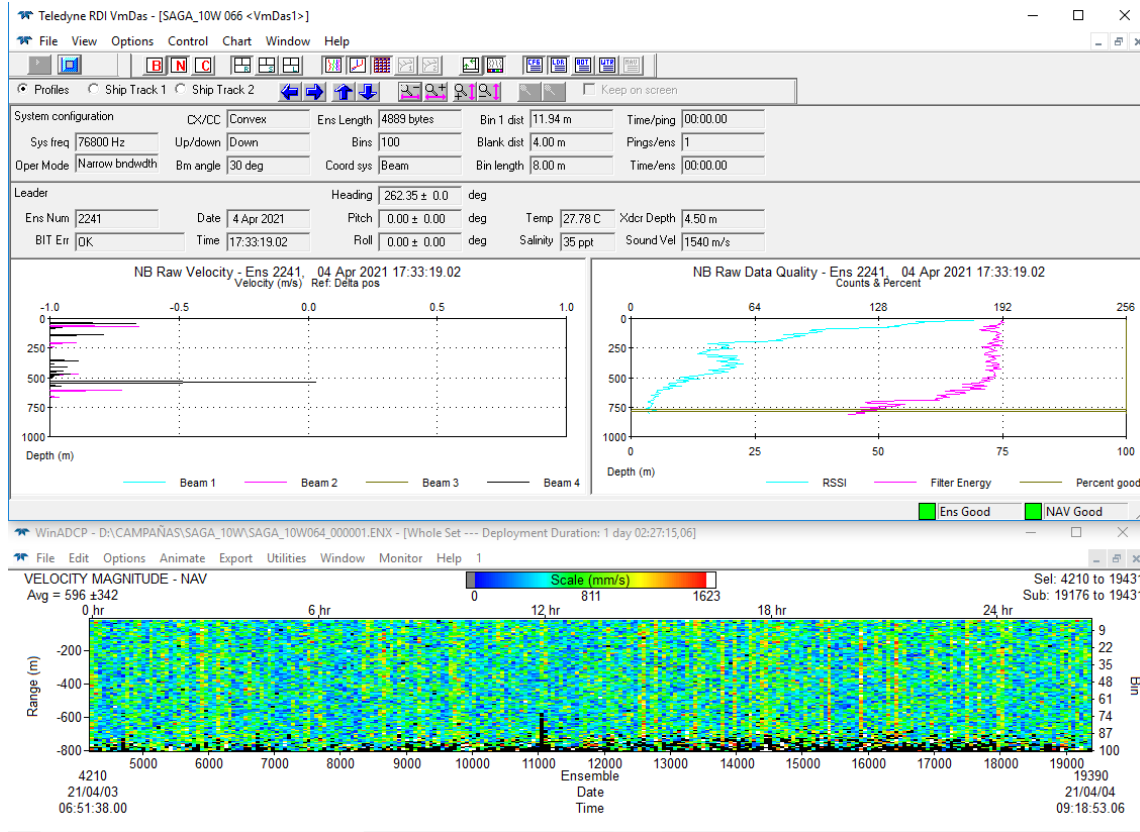 Teledyne RDI VmDas - [SAGA_10W 066 <VmDas1>]
File View Options Control Chart Window Help
B N C CFG LDR BOT WTR NAV
Profiles Ship Track 1 Ship Track 2 Keep on screen
System configuration CX/CC Convex Ens Length 4889 bytes Bin 1 dist 11.94 m Time/ping 00:00.00
Sys freq 76800 Hz Up/down Down Bins 100 Blank dist 4.00 m Pings/ens 1
Oper Mode Narrow bndwdth Bm angle 30 deg Coord sys Beam Bin length 8.00 m Time/ens 00:00.00
Leader Heading 262.35 ± 0.0 deg
Ens Num 2241 Date 4 Apr 2021 Pitch 0.00 ± 0.00 deg Temp 27.78 C Xdcr Depth 4.50 m
BIT Err OK Time 17:33:19.02 Roll 0.00 ± 0.00 deg Salinity 35 ppt Sound Vel 1540 m/s
NB Raw Velocity - Ens 2241, 04 Apr 2021 17:33:19.02
Velocity (m/s) Ref: Delta pos
-1.0 -0.5 0.0 0.5 1.0
0
250
500
750
1000
Depth (m)
Beam 1 Beam 2 Beam 3 Beam 4
NB Raw Data Quality - Ens 2241, 04 Apr 2021 17:33:19.02
Counts & Percent
0 64 128 192 256
0
250
500
750
1000
0 25 50 75 100
Depth (m)
RSSI Filter Energy Percent good
Ens Good NAV Good
WinADCP - D:\CAMPAÑAS\SAGA_10W\SAGA_10W064_000001.ENX - [Whole Set --- Deployment Duration: 1 day 02:27:15,06]
File Edit Options Animate Export Utilities Window Monitor Help 1
VELOCITY MAGNITUDE - NAV Scale (mm/s) Sel: 4210 to 19431
Avg = 596 ±342 0 811 1623 Sub: 19176 to 19431
0 hr 6 hr 12 hr 18 hr 24 hr
Range (m)
-200
-400
-600
-800
9
22
35
48
61
74
87
100
Bin
5000 6000 7000 8000 9000 10000 11000 12000 13000 14000 15000 16000 17000 18000 19000
4210 Ensemble 19390
21/04/03 Date 21/04/04
06:51:38.00 Time 09:18:53.06